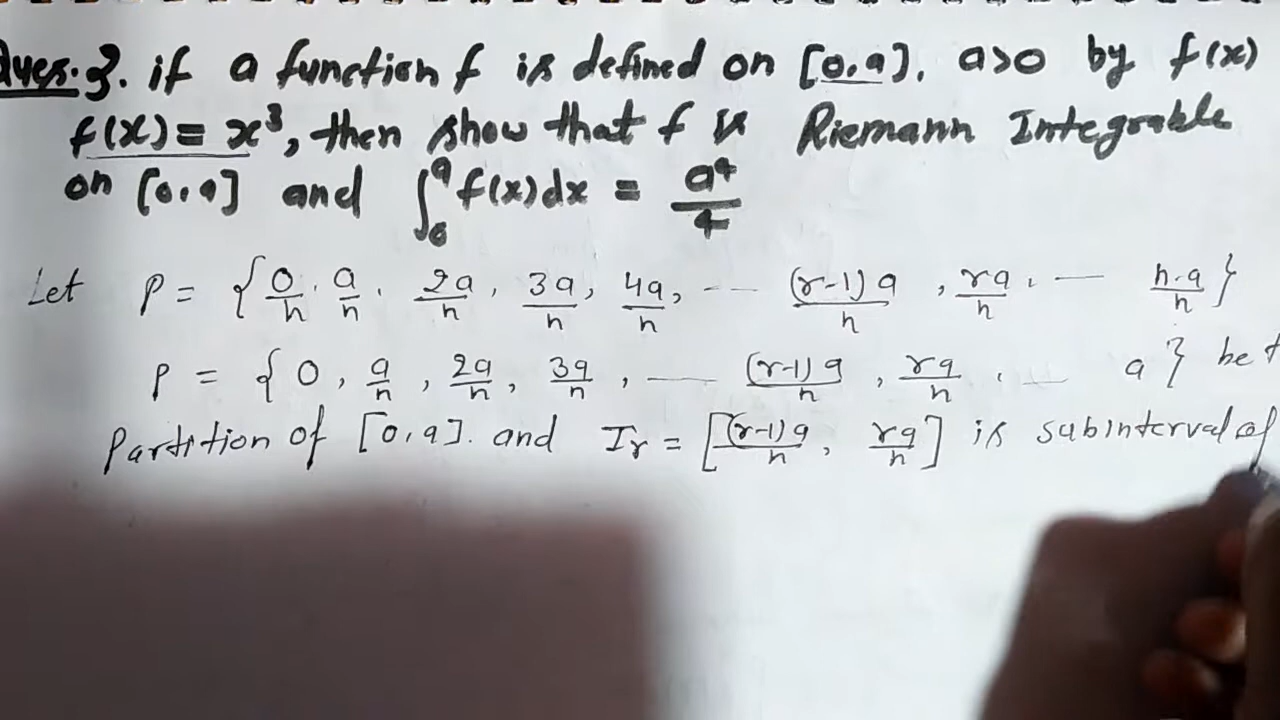 Ques. 3. if a function f is defined on [0,a], a>0 by f(x)
f(x) = x³, then show that f is Riemann Integrable
on [0,a] and ∫₀ᵃ f(x)dx = a⁴/4
Let P = { 0/n, a/n, 2a/n, 3a/n, 4a/n, --- (r-1)a/n, ra/n, -- n.a/n }
P = { 0, a/n, 2a/n, 3a/n, --- (r-1)a/n, ra/n, -- a } be
Partition of [0,a]. and Iᵣ = [(r-1)a/n, ra/n] is subinterval of